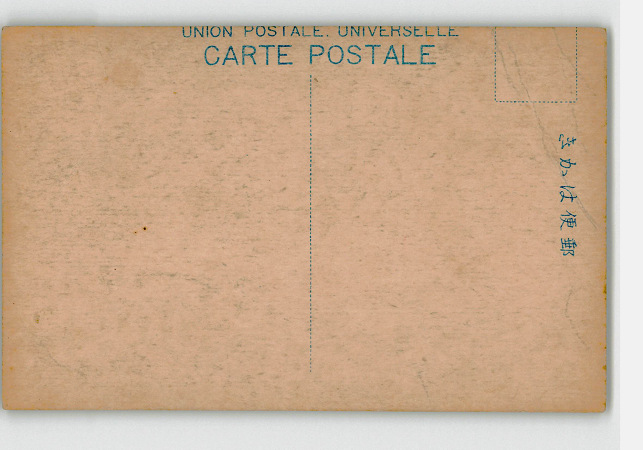 UNION POSTALE. UNIVERSELLE
CARTE POSTALE
郵便はかき